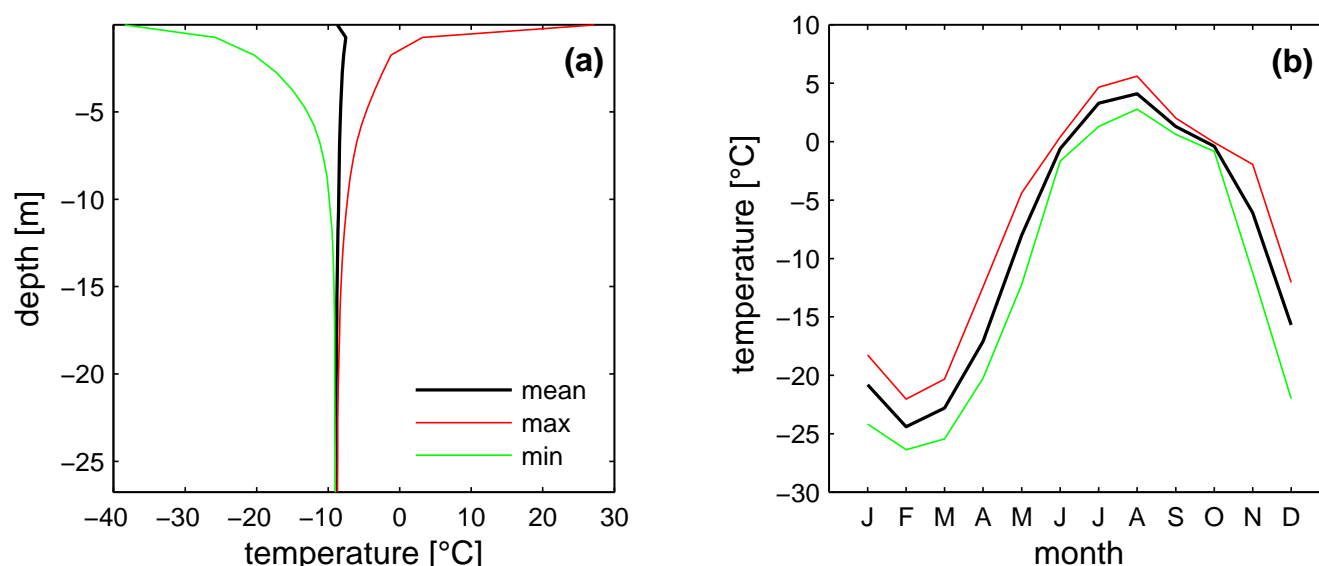 (a)
depth [m]
−5
−10
−15
−20
−25
mean
max
min
−40 −30 −20 −10 0 10 20 30
temperature [°C]
(b)
temperature [°C]
10
5
0
−5
−10
−15
−20
−25
−30
J F M A M J J A S O N D
month